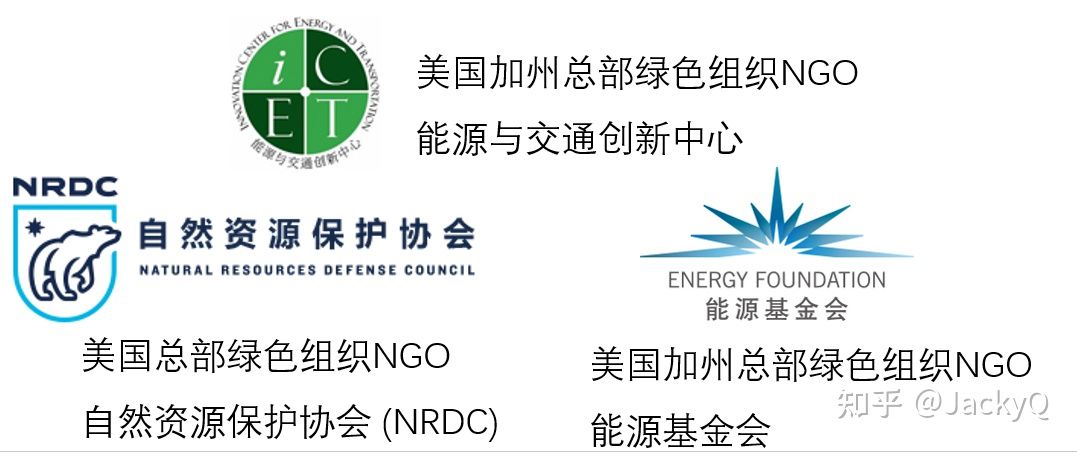 INNOVATION CENTER FOR ENERGY AND TRANSPORTATION
iC
ET
能源与交通创新中心
美国加州总部绿色组织NGO
能源与交通创新中心
NRDC
自然资源保护协会
NATURAL RESOURCES DEFENSE COUNCIL
ENERGY FOUNDATION
能源基金会
美国总部绿色组织NGO
自然资源保护协会 (NRDC)
美国加州总部绿色组织NGO
能源基金会
知乎 @JackyQ